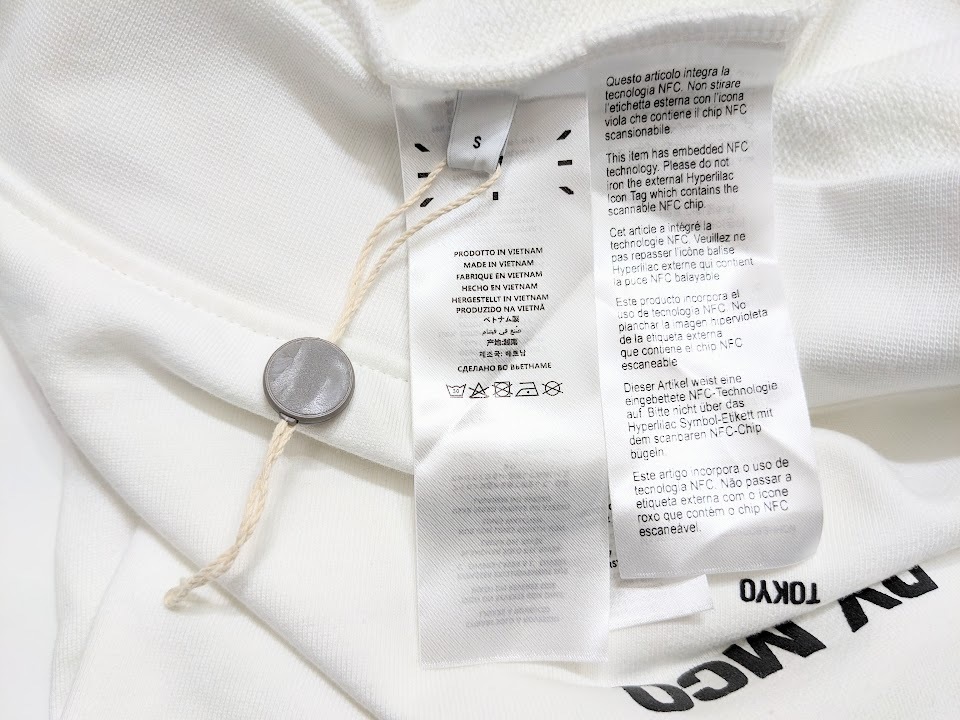 S
PRODOTTO IN VIETNAM
MADE IN VIETNAM
FABRIQUE EN VIETNAM
HECHO EN VIETNAM
HERGESTELLT IN VIETNAM
PRODUZIDO NA VIETNÃ
ベトナム製
صنع في فيتنام
产地:越南
제조국: 베트남
СДЕЛАНО ВО ВЬЕТНАМЕ
30
Questo articolo integra la
tecnologia NFC. Non stirare
l'etichetta esterna con l'icona
viola che contiene il chip NFC
scansionabile.
This item has embedded NFC
technology. Please do not
iron the external Hyperlilac
Icon Tag which contains the
scannable NFC chip.
Cet article a intégré la
technologie NFC. Veuillez ne
pas repasser l'icône balise
Hyperlilac externe qui contient
la puce NFC balayable.
Este producto incorpora el
uso de tecnología NFC. No
planchar la imagen hipervioleta
de la etiqueta externa
que contiene el chip NFC
escaneable.
Dieser Artikel weist eine
eingebettete NFC-Technologie
auf. Bitte nicht über das
Hyperlilac Symbol-Etikett mit
dem scanbaren NFC-Chip
bügeln.
Este artigo incorpora o uso de
tecnologia NFC. Não passar a
etiqueta externa com o ícone
roxo que contém o chip NFC
escaneável.
TOKYO
MCQ